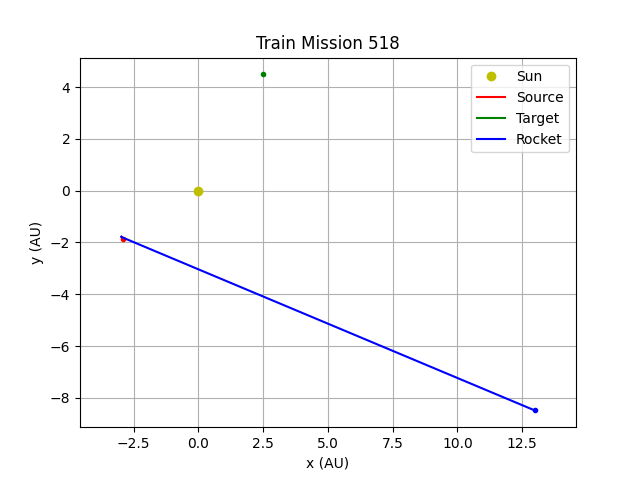 Train Mission 518
Sun
Source
Target
Rocket
4
2
0
−2
−4
−6
−8
y (AU)
−2.5 0.0 2.5 5.0 7.5 10.0 12.5
x (AU)